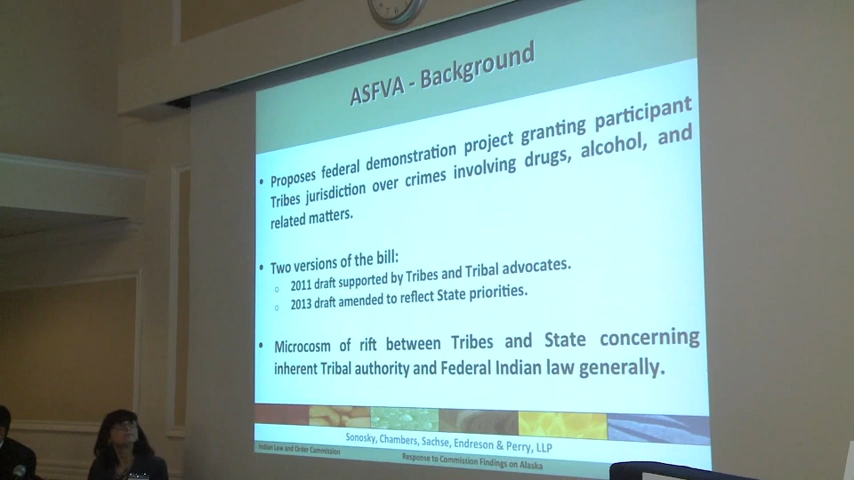 ASFVA - Background
• Proposes federal demonstration project granting participant
Tribes jurisdiction over crimes involving drugs, alcohol, and
related matters.
• Two versions of the bill:
○ 2011 draft supported by Tribes and Tribal advocates.
○ 2013 draft amended to reflect State priorities.
• Microcosm of rift between Tribes and State concerning
inherent Tribal authority and Federal Indian law generally.
Sonosky, Chambers, Sachse, Endreson & Perry, LLP
Indian Law and Order Commission
Response to Commission Findings on Alaska